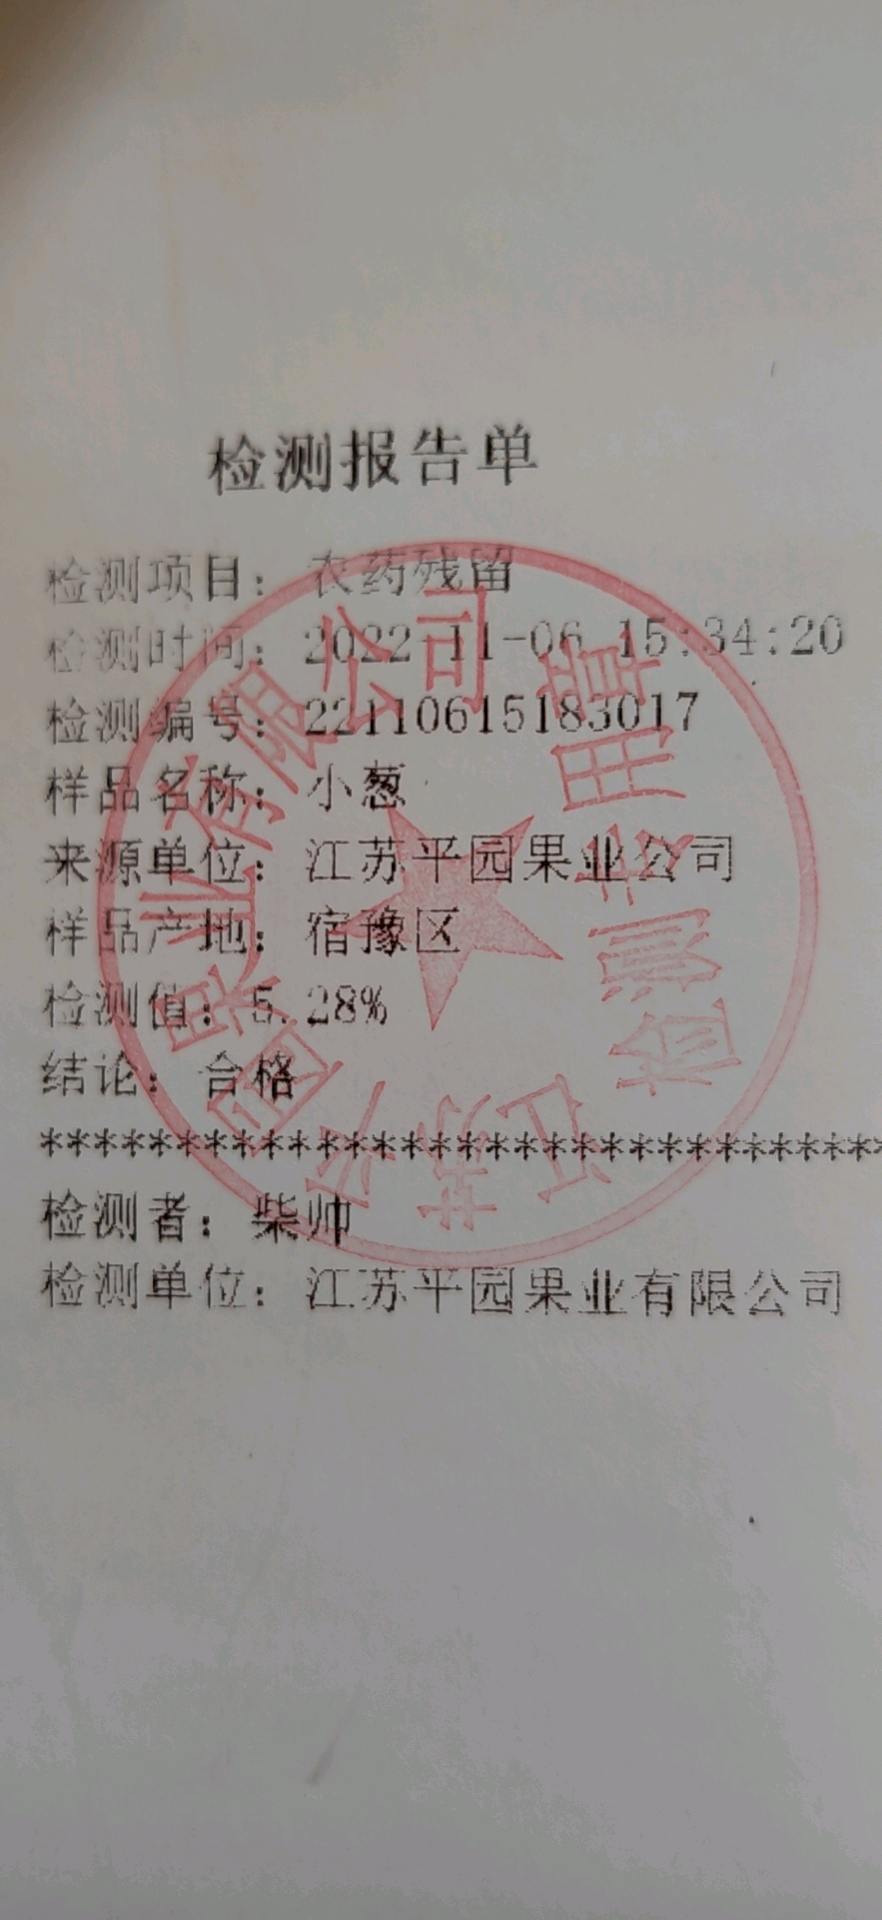 检测报告单
检测项目：农药残留
检测时间：2022-11-06 15:34:20
检测编号：22110615183017
样品名称：小葱
来源单位：江苏平园果业公司
样品产地：宿豫区
检测值：5.28%
结论：合格
******************************
检测者：柴帅
检测单位：江苏平园果业有限公司
江苏平园果业有限公司
检测专用章